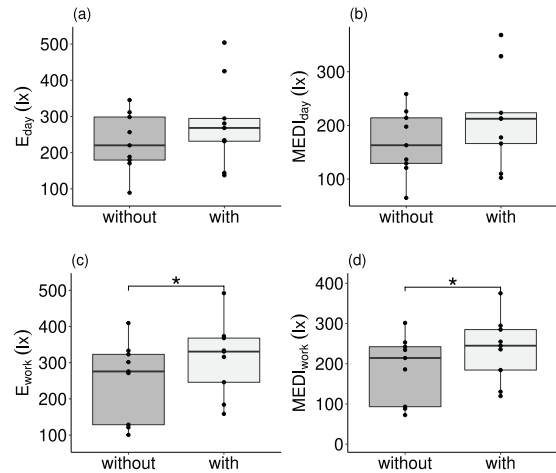 (a)
E_day (lx)
500
400
300
200
100
without with
(b)
MEDI_day (lx)
300
200
100
without with
(c)
E_work (lx)
500
400
300
200
100
*
without with
(d)
MEDI_work (lx)
400
300
200
100
0
*
without with